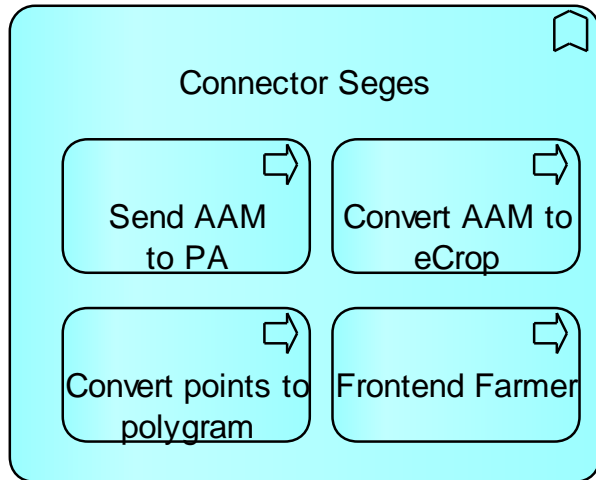 Connector Seges
Send AAM
to PA
Convert AAM to
eCrop
Convert points to
polygram
Frontend Farmer